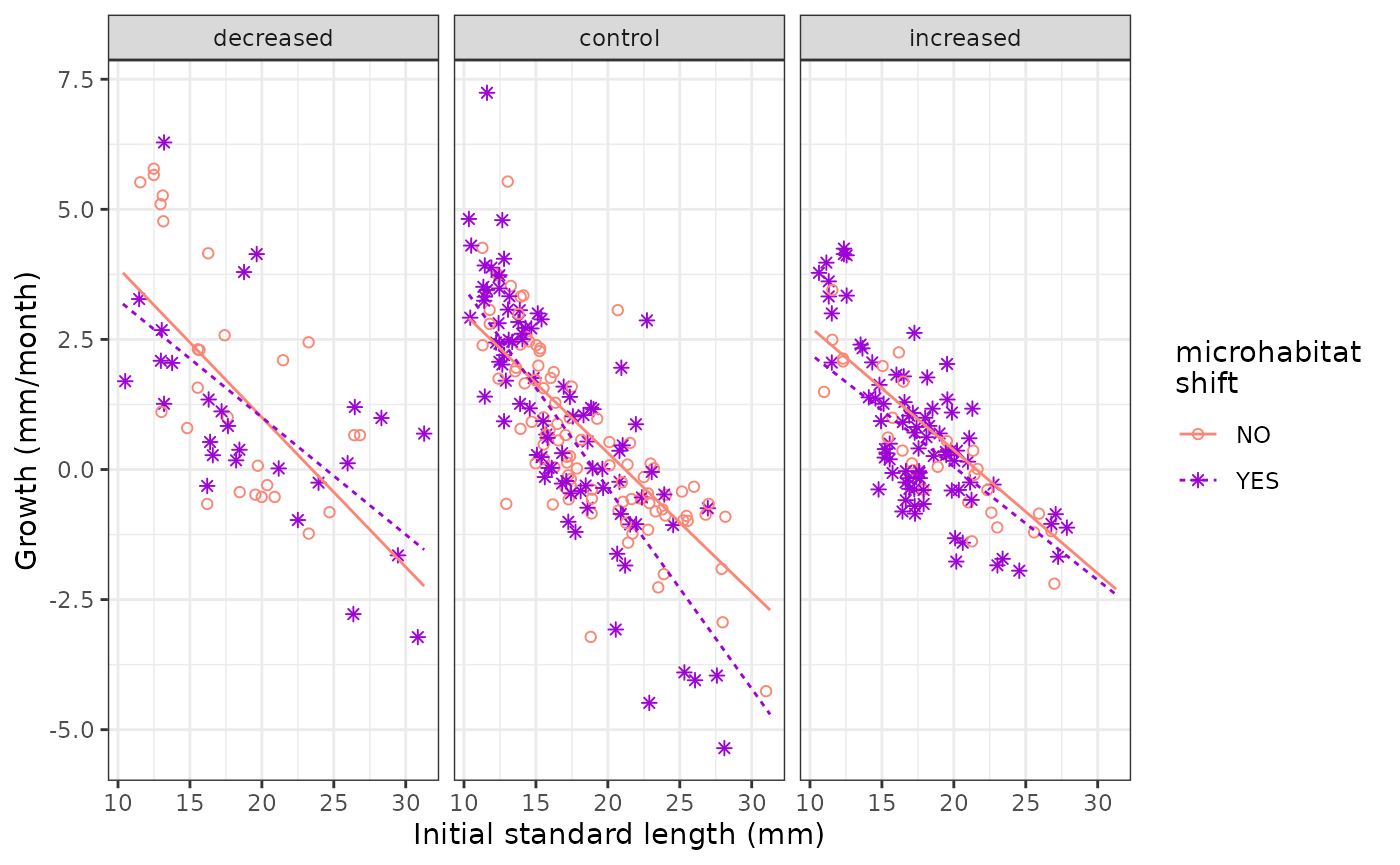 decreased
control
increased
7.5
5.0
2.5
0.0
-2.5
-5.0
Growth (mm/month)
10 15 20 25 30
10 15 20 25 30
10 15 20 25 30
Initial standard length (mm)
microhabitat
shift
NO
YES